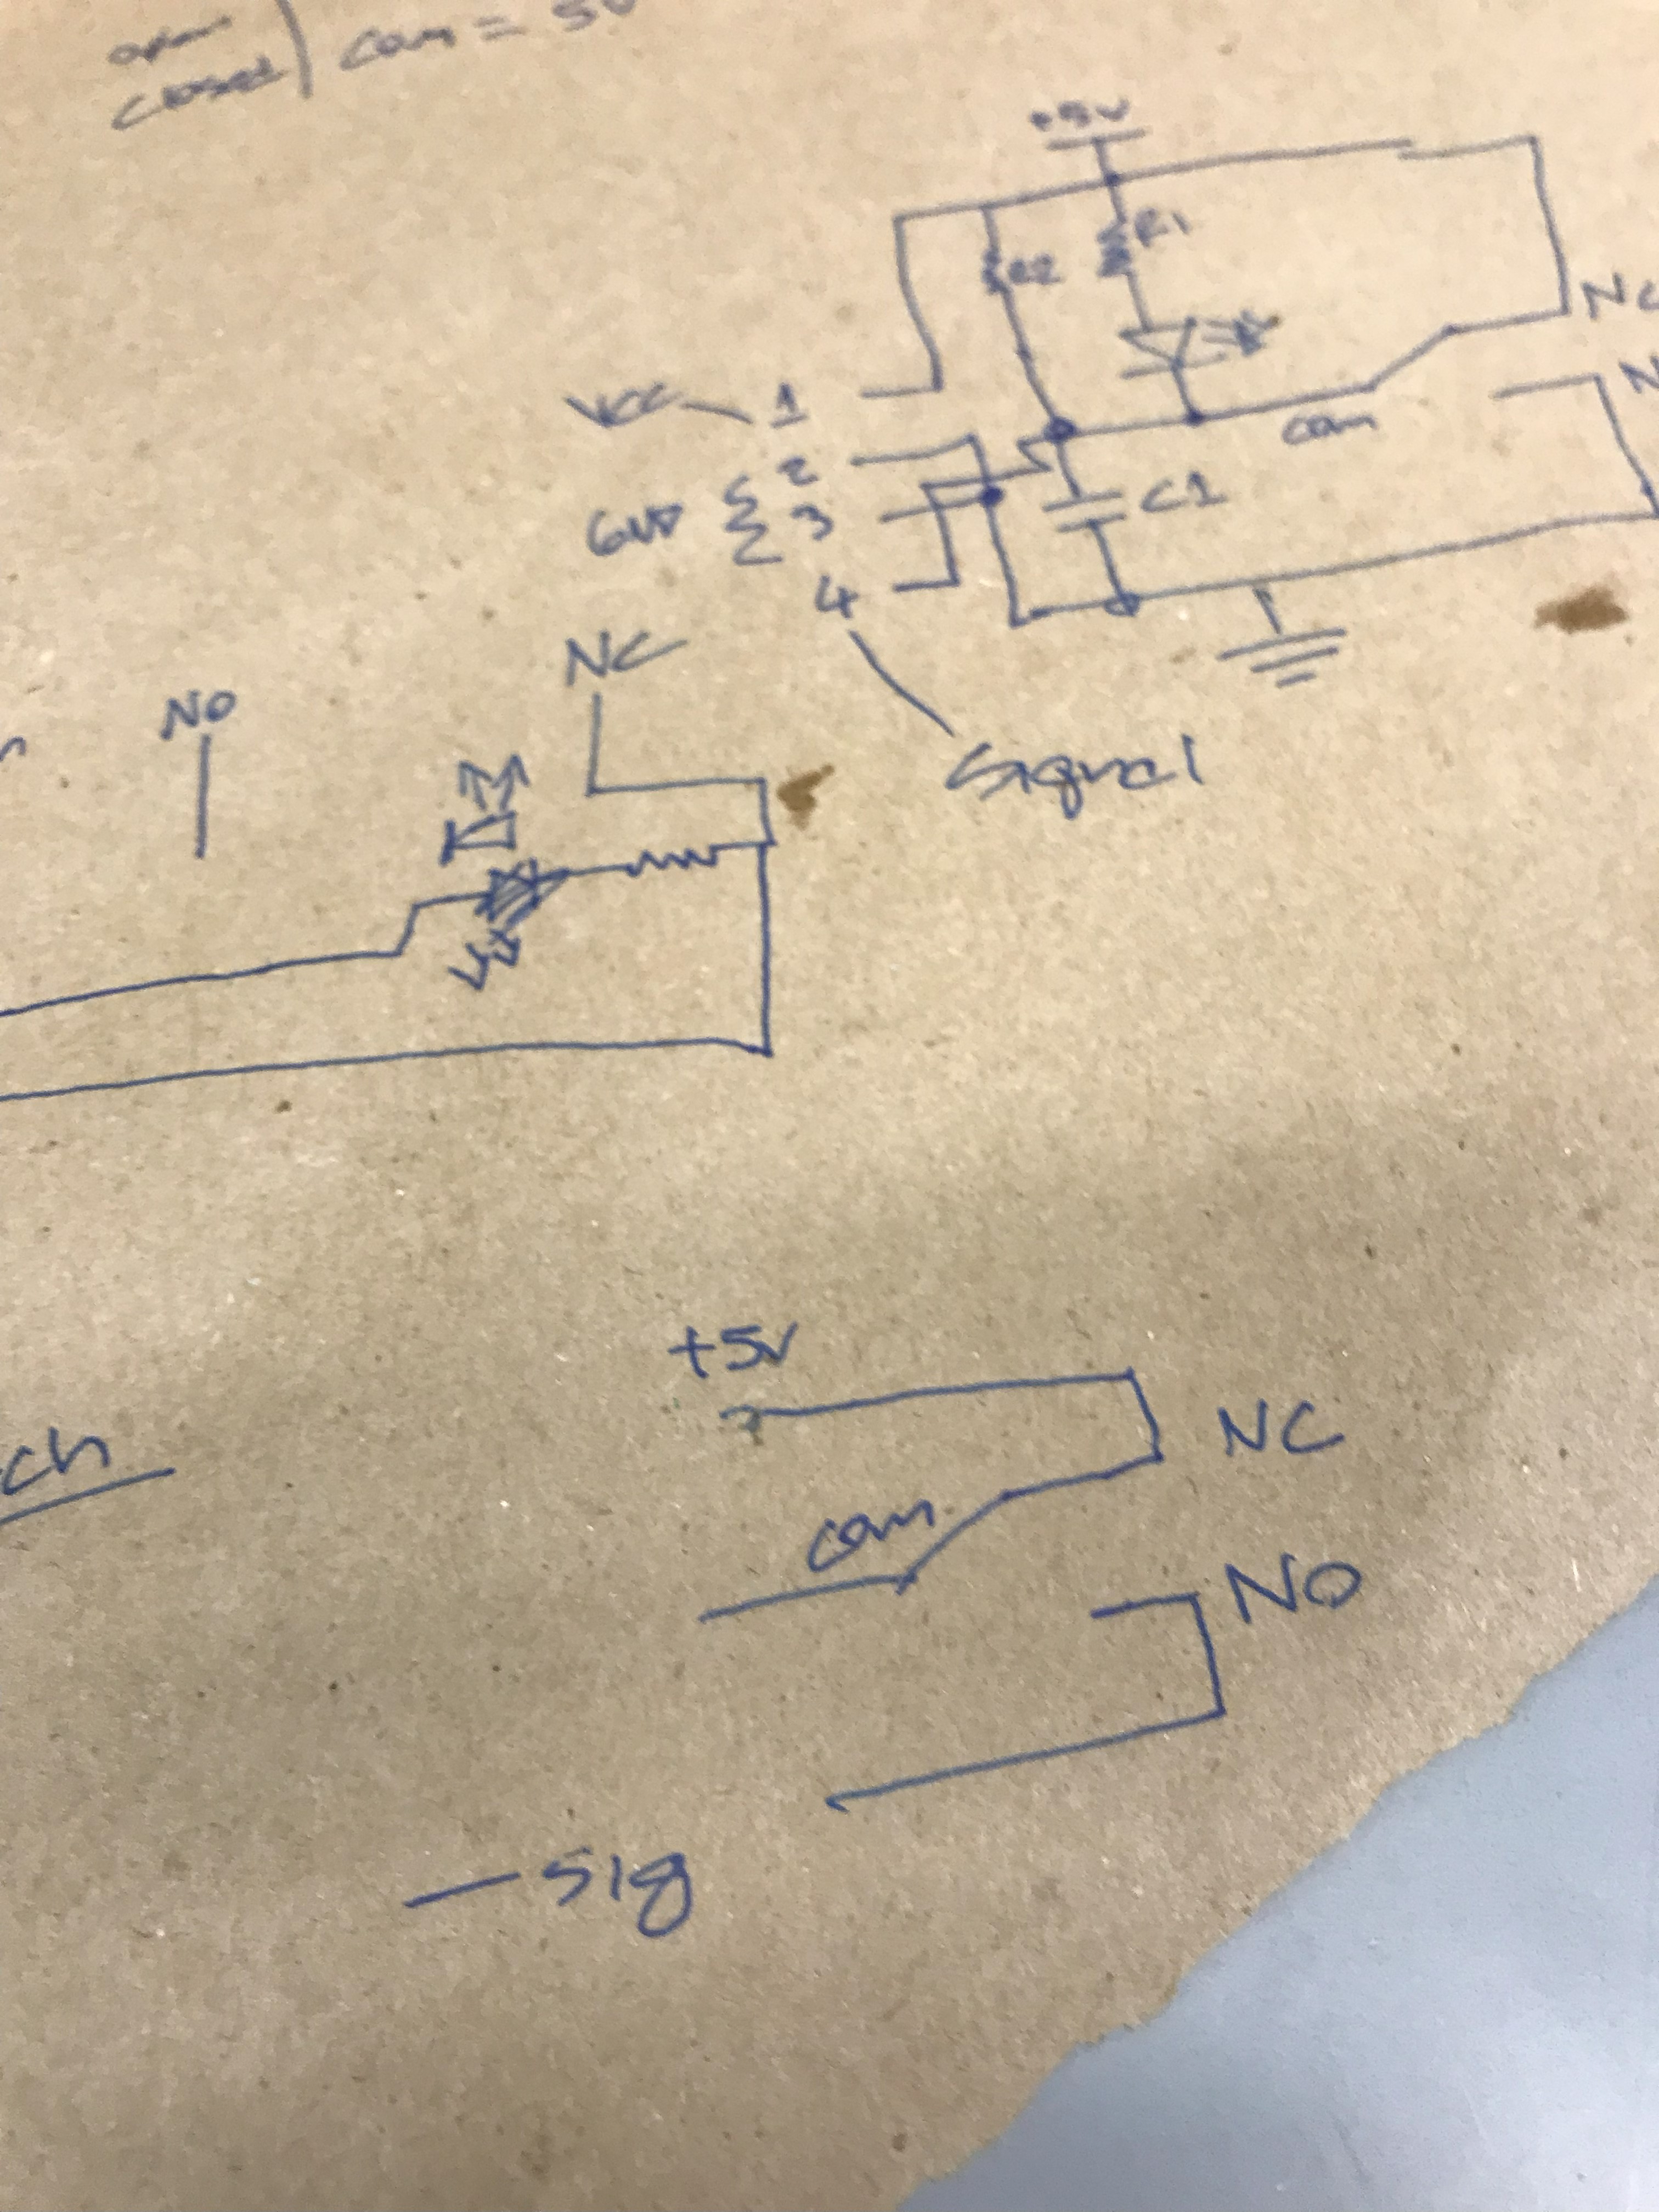 open
closed) com = 5V
+5V
R1
R2
NC
VCC 1
com
2
GND { 3
C1
4
NC
NO
Signal
+5V
ch
NC
com
NO
sig